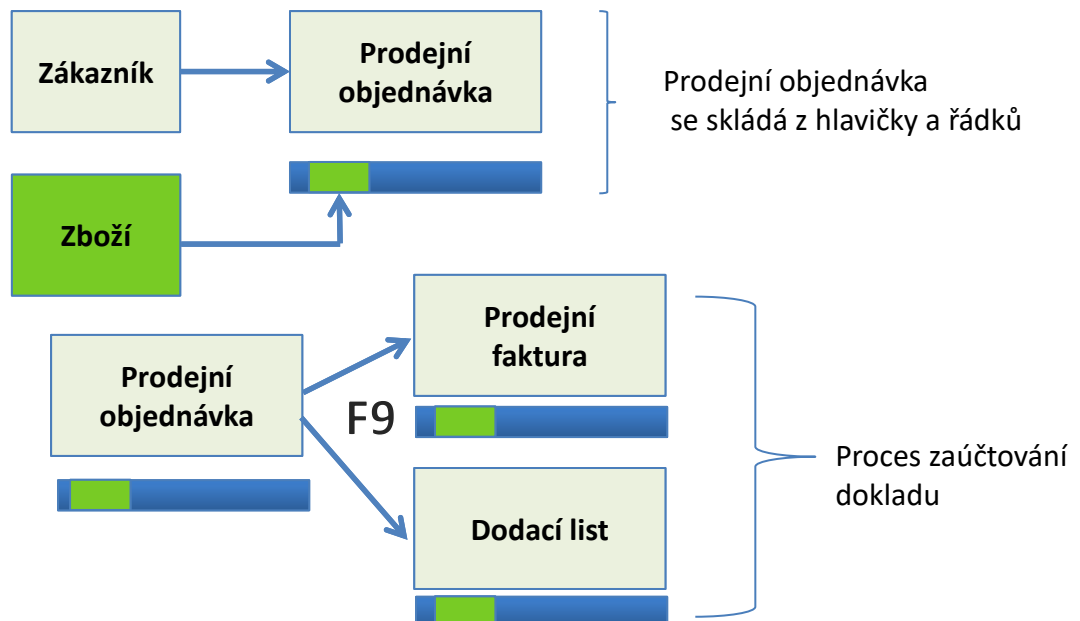 Zákazník
Prodejní
objednávka
Prodejní objednávka
se skládá z hlavičky a řádků
Zboží
Prodejní
objednávka
F9
Prodejní
faktura
Dodací list
Proces zaúčtování
dokladu